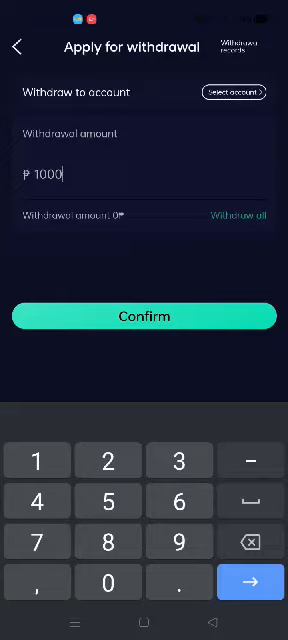 Apply for withdrawal
Withdrawa
records
Withdraw to account
Select account
Withdrawal amount
₱ 1000
Withdrawal amount 0₱
Withdraw all
Confirm
1 2 3 -
4 5 6
7 8 9
, 0 .